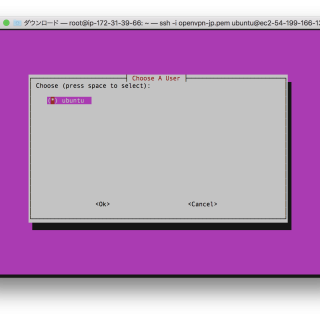 ダウンロード — root@ip-172-31-39-66: ~ — ssh -i openvpn-jp.pem ubuntu@ec2-54-199-166-1
Choose A User
Choose (press space to select):
(*) ubuntu
<Ok> <Cancel>